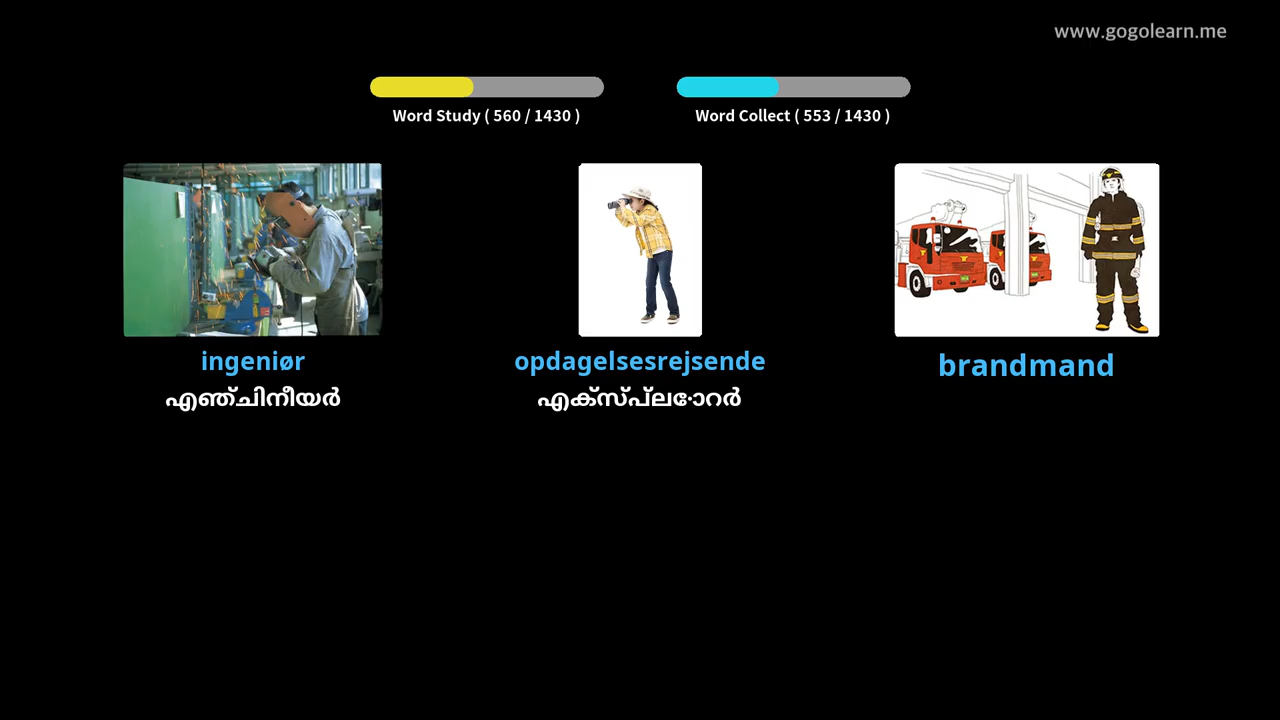 www.gogolearn.me
Word Study ( 560 / 1430 )
Word Collect ( 553 / 1430 )
ingeniør
opdagelsesrejsende
brandmand
എഞ്ചിനീയർ
എക്സ്പ്ലോറർ